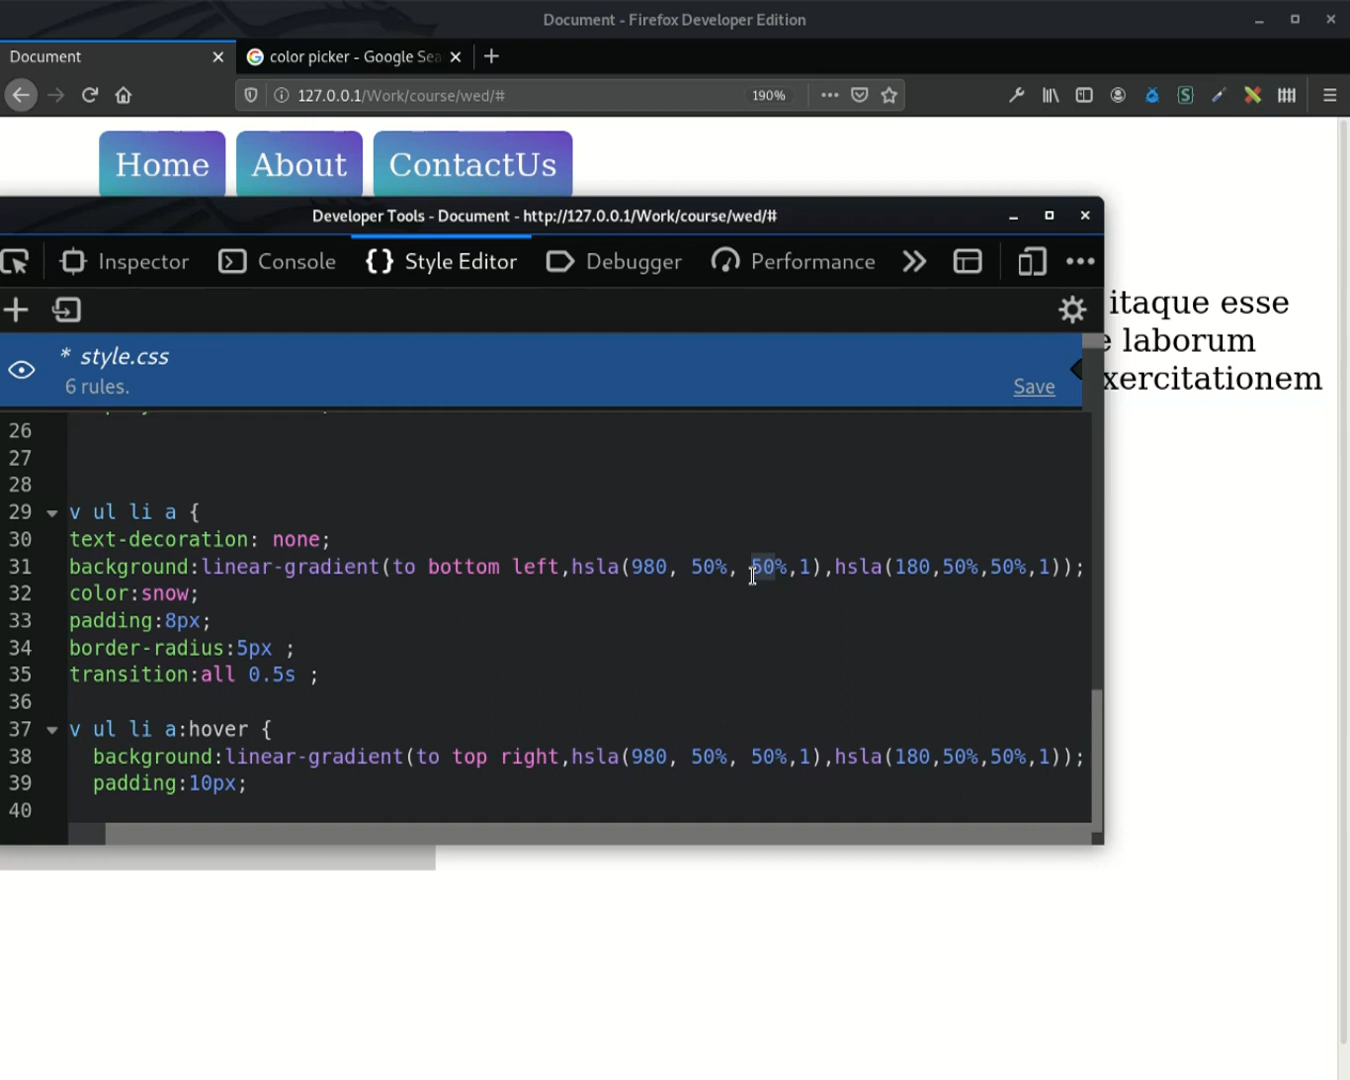 Document - Firefox Developer Edition
Document
color picker - Google Sea
127.0.0.1/Work/course/wed/#
190%
Home
About
ContactUs
Developer Tools - Document - http://127.0.0.1/Work/course/wed/#
Inspector
Console
{} Style Editor
Debugger
Performance
itaque esse
* style.css
e laborum
6 rules.
Save
xercitationem
26
27
28
29 v ul li a {
30 text-decoration: none;
31 background:linear-gradient(to bottom left,hsla(980, 50%, 50%,1),hsla(180,50%,50%,1));
32 color:snow;
33 padding:8px;
34 border-radius:5px ;
35 transition:all 0.5s ;
36
37 v ul li a:hover {
38 background:linear-gradient(to top right,hsla(980, 50%, 50%,1),hsla(180,50%,50%,1));
39 padding:10px;
40